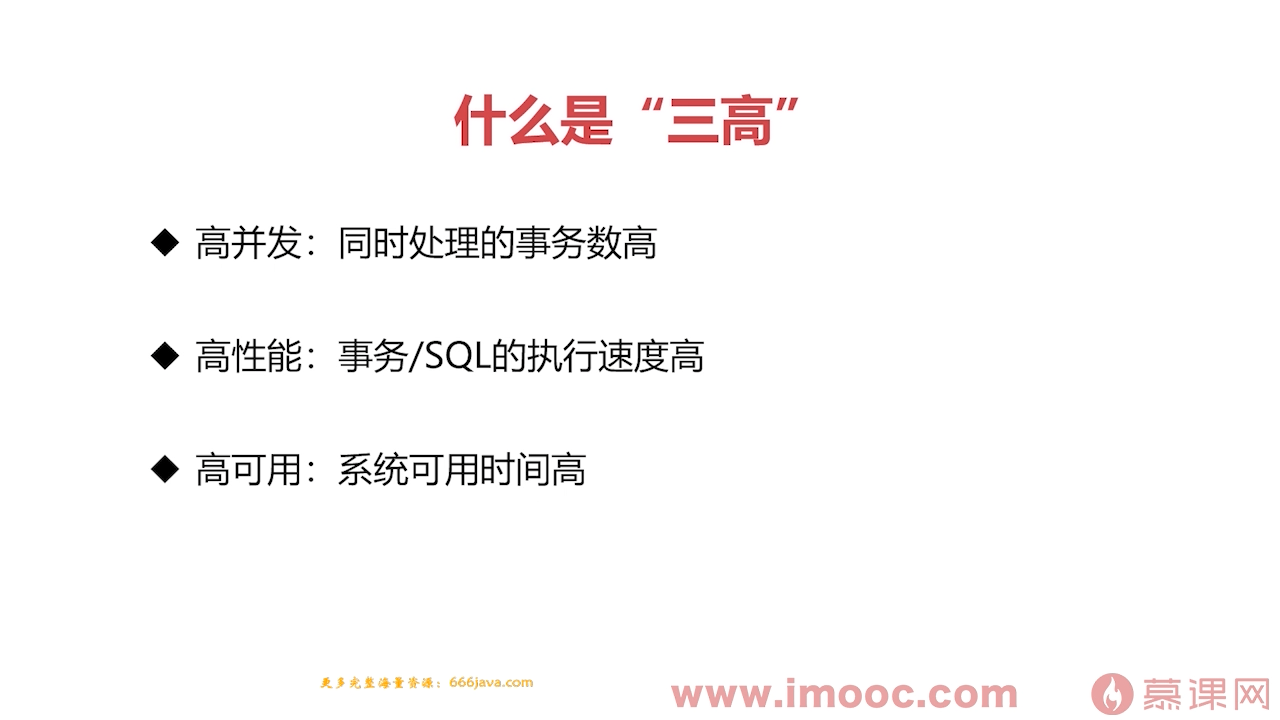 什么是“三高”
◆ 高并发：同时处理的事务数高
◆ 高性能：事务/SQL的执行速度高
◆ 高可用：系统可用时间高
更多完整海量资源：666java.com
www.imooc.com
慕课网